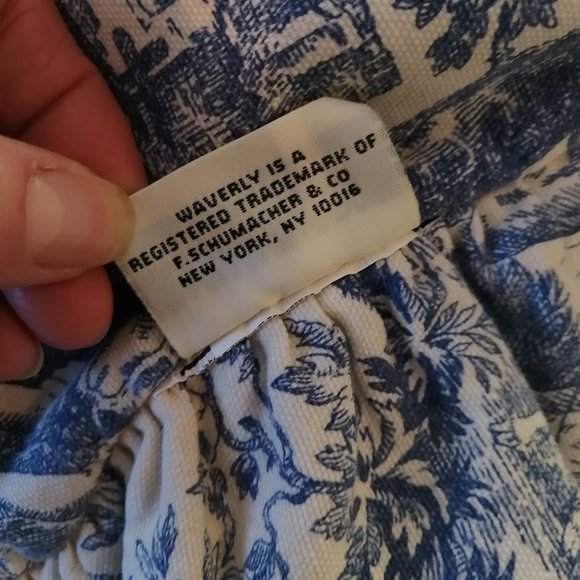 WAVERLY IS A
REGISTERED TRADEMARK OF
F.SCHUMACHER & CO
NEW YORK, NY 10016